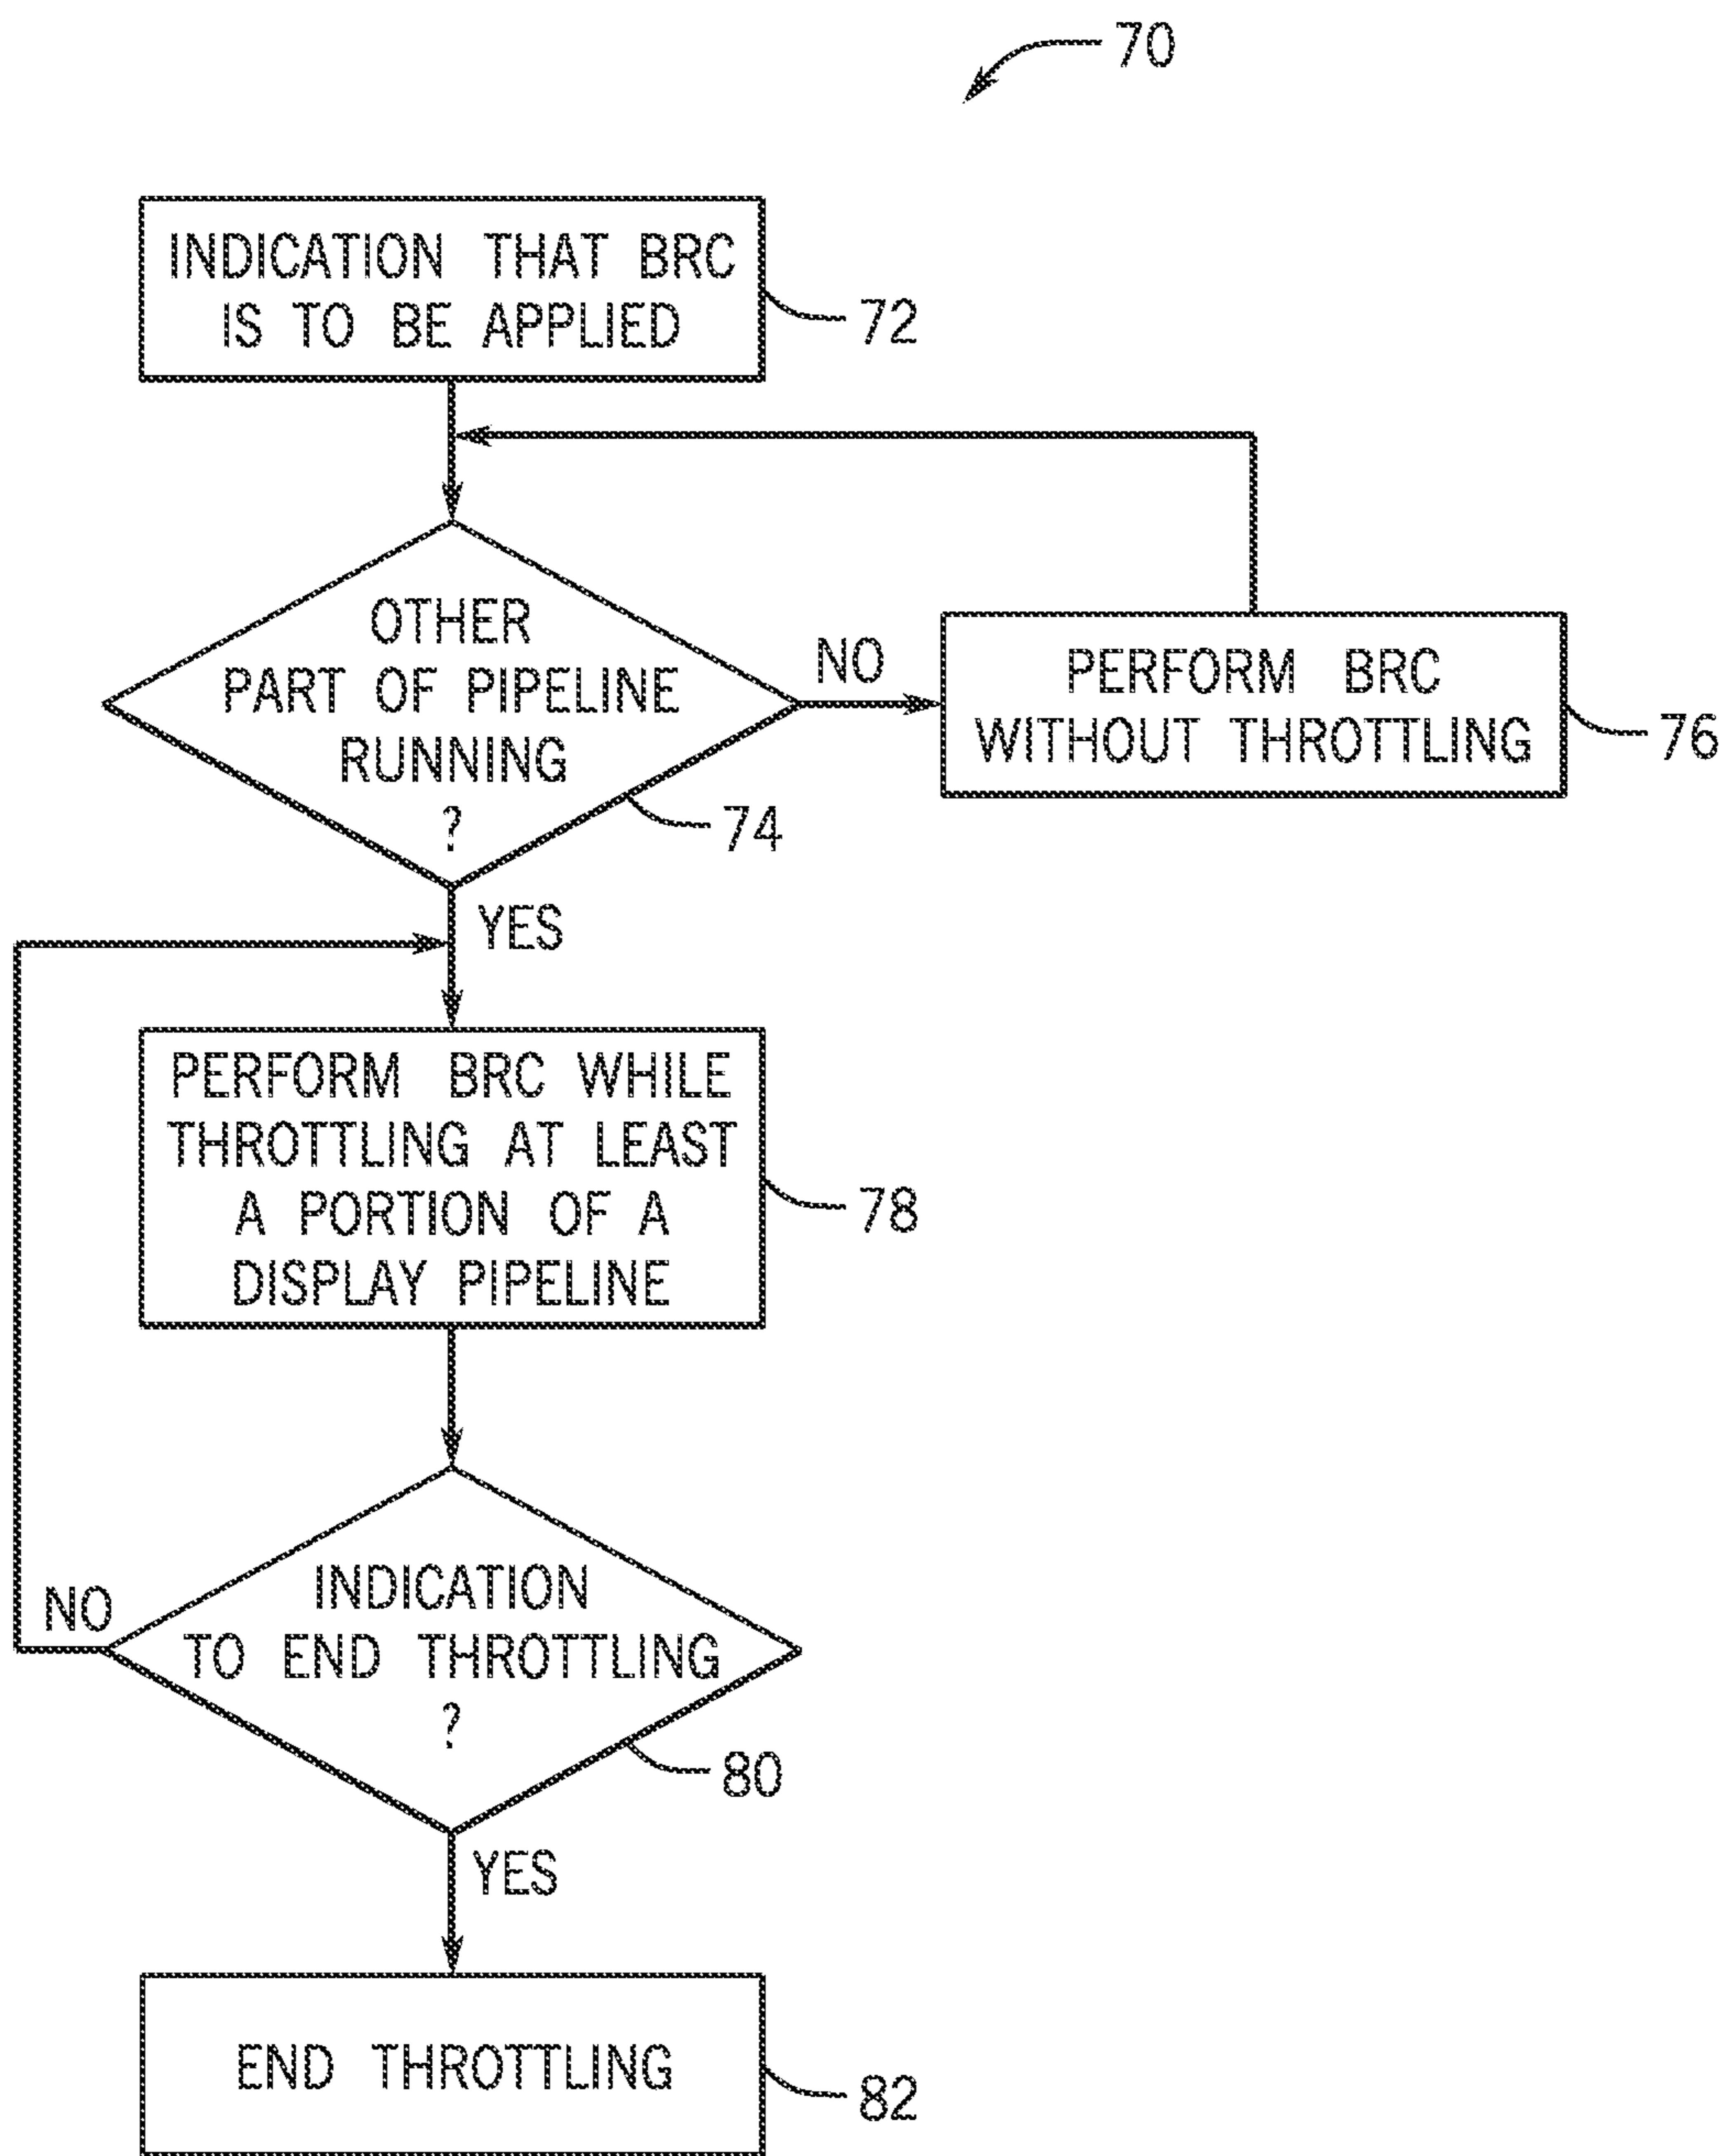 70
INDICATION THAT BRC
IS TO BE APPLIED
72
OTHER
PART OF PIPELINE
RUNNING
?
74
NO
PERFORM BRC
WITHOUT THROTTLING
76
YES
PERFORM BRC WHILE
THROTTLING AT LEAST
A PORTION OF A
DISPLAY PIPELINE
78
INDICATION
TO END THROTTLING
?
80
NO
YES
END THROTTLING
82